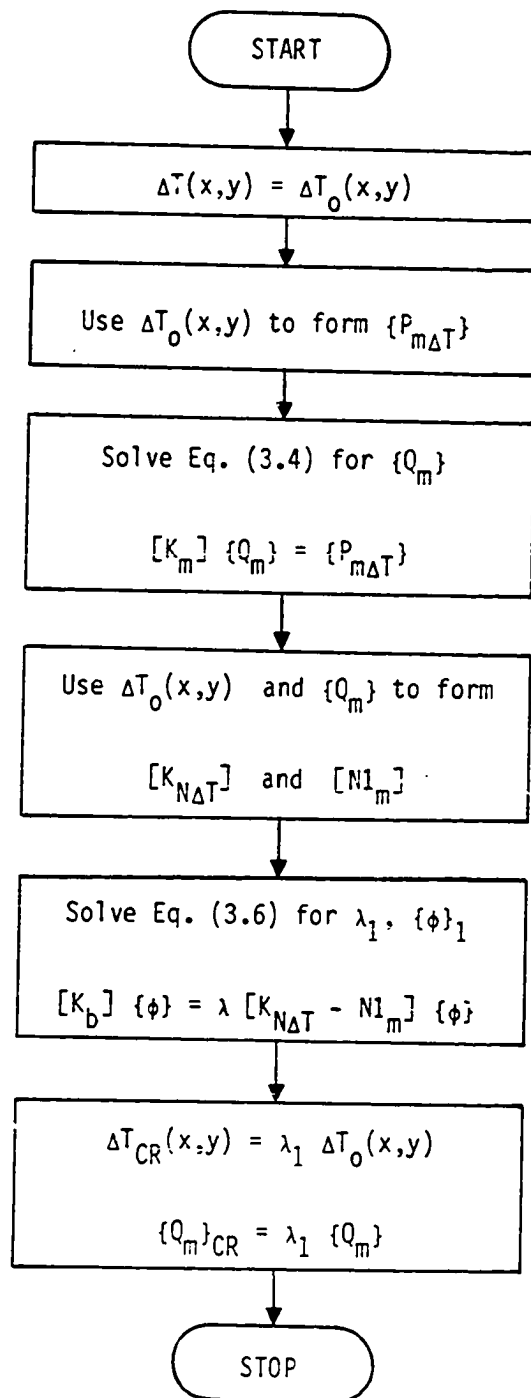 START
ΔT(x,y) = ΔT_o(x,y)
Use ΔT_o(x,y) to form {P_mΔT}
Solve Eq. (3.4) for {Q_m}
[K_m] {Q_m} = {P_mΔT}
Use ΔT_o(x,y) and {Q_m} to form
[K_NΔT] and [N1_m]
Solve Eq. (3.6) for λ_1, {ϕ}_1
[K_b] {ϕ} = λ [K_NΔT - N1_m] {ϕ}
ΔT_CR(x,y) = λ_1 ΔT_o(x,y)
{Q_m}_CR = λ_1 {Q_m}
STOP